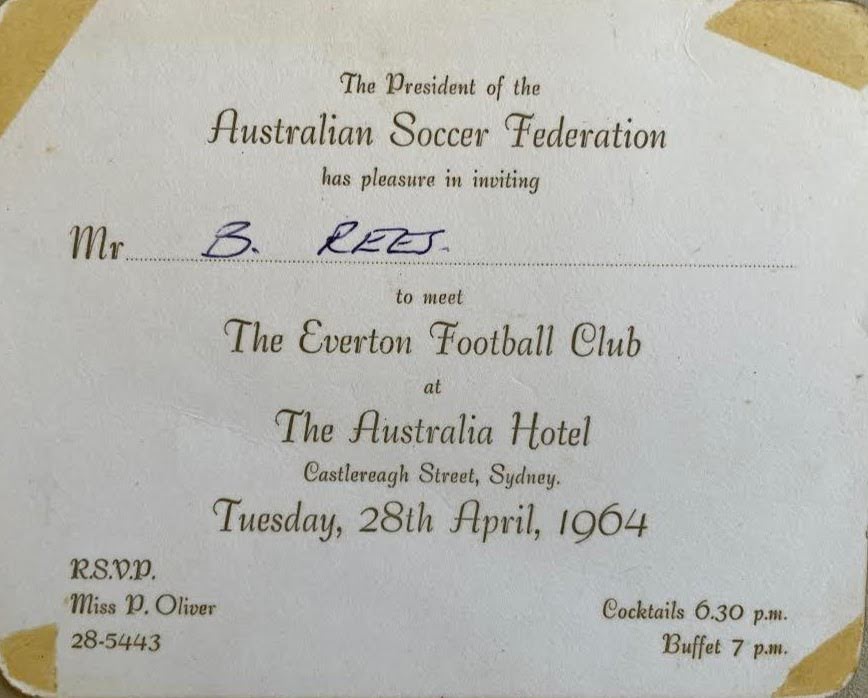 The President of the
Australian Soccer Federation
has pleasure in inviting
Mr B. REES.
to meet
The Everton Football Club
at
The Australia Hotel
Castlereagh Street, Sydney.
Tuesday, 28th April, 1964
R.S.V.P.
Miss P. Oliver
28-5443
Cocktails 6.30 p.m.
Buffet 7 p.m.